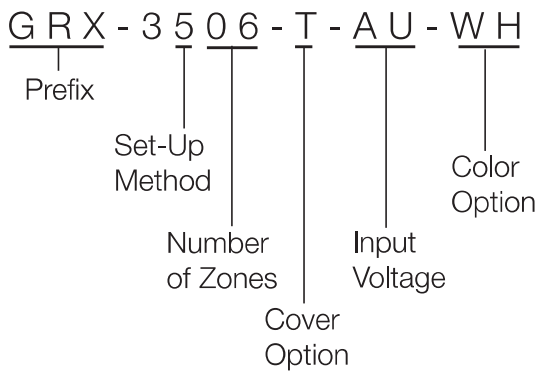 GRX-3506-T-AU-WH
Prefix
Set-Up
Method
Number
of Zones
Cover
Option
Input
Voltage
Color
Option